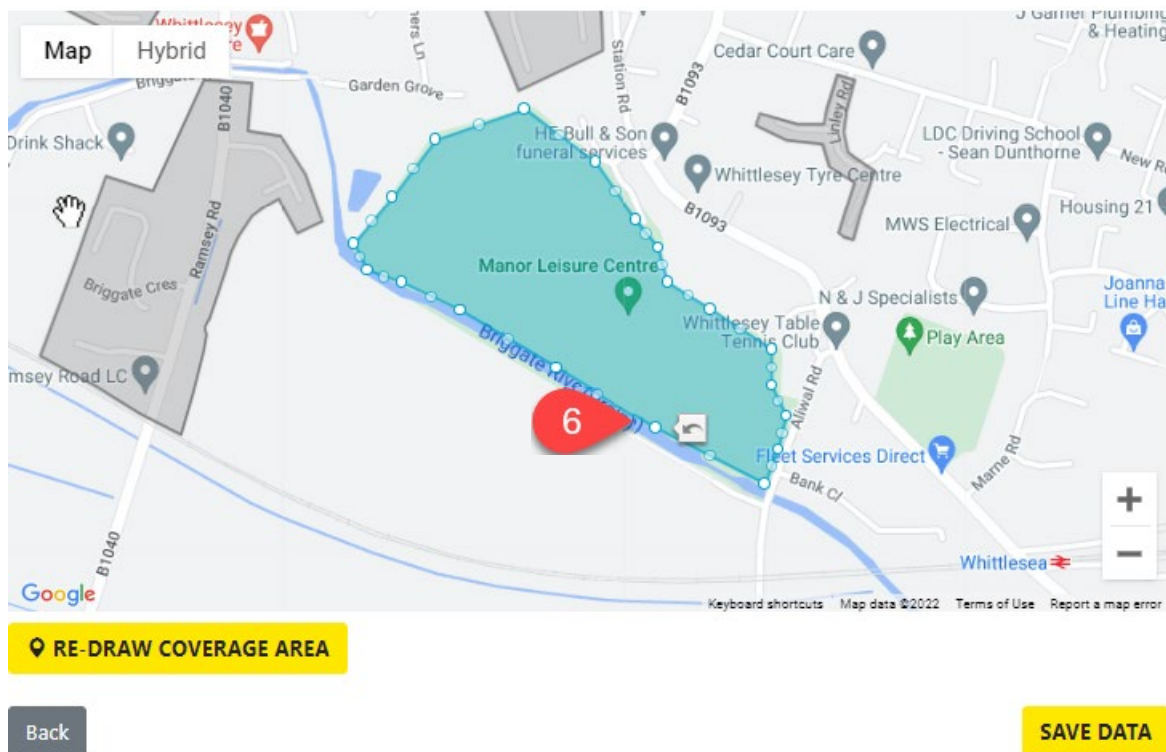 Map
Hybrid
Whittlesey
e
Briggate
Garden Grove
ners Ln
Station Rd
B1093
Cedar Court Care
J Garner Plumbing
& Heating
Drink Shack
B1040
HE Bull & Son
funeral services
Linley Rd
LDC Driving School
- Sean Dunthorne
New R
Whittlesey Tyre Centre
B1093
MWS Electrical
Housing 21
Ramsey Rd
Briggate Cres
Manor Leisure Centre
N & J Specialists
Joanna
Line Ha
Whittlesey Table
Tennis Club
Play Area
Briggate River
msey Road LC
6
Aliwal Rd
Fleet Services Direct
Marne Rd
Bank Cl
B1040
Whittlesea
+
−
Google
Keyboard shortcuts
Map data ©2022
Terms of Use
Report a map error
RE-DRAW COVERAGE AREA
Back
SAVE DATA